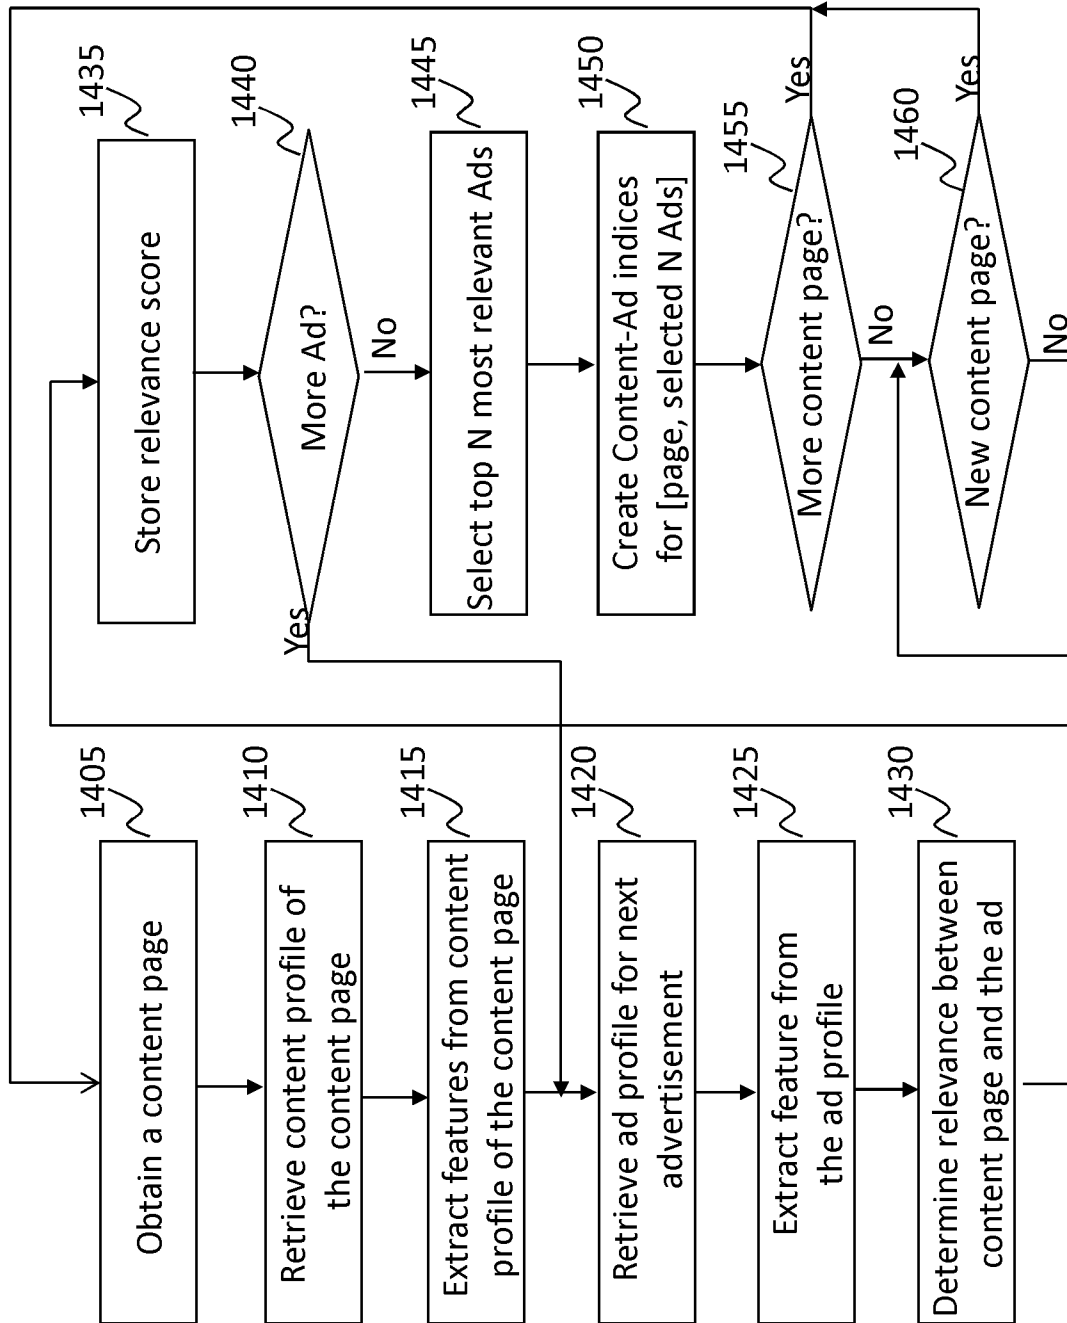 1405
Obtain a content page
1410
Retrieve content profile of
the content page
1415
Extract features from content
profile of the content page
1420
Retrieve ad profile for next
advertisement
1425
Extract feature from
the ad profile
1430
Determine relevance between
content page and the ad
1435
Store relevance score
1440
More Ad?
Yes
No
1445
Select top N most relevant Ads
1450
Create Content-Ad indices
for [page, selected N Ads]
1455
More content page?
Yes
No
1460
New content page?
Yes
No